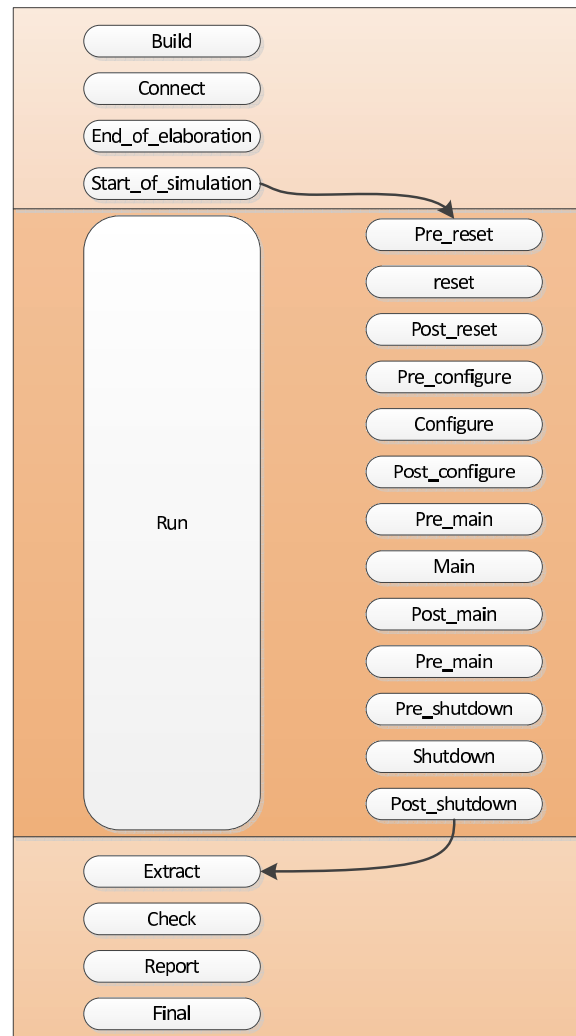 Build
Connect
End_of_elaboration
Start_of_simulation
Run
Pre_reset
reset
Post_reset
Pre_configure
Configure
Post_configure
Pre_main
Main
Post_main
Pre_main
Pre_shutdown
Shutdown
Post_shutdown
Extract
Check
Report
Final